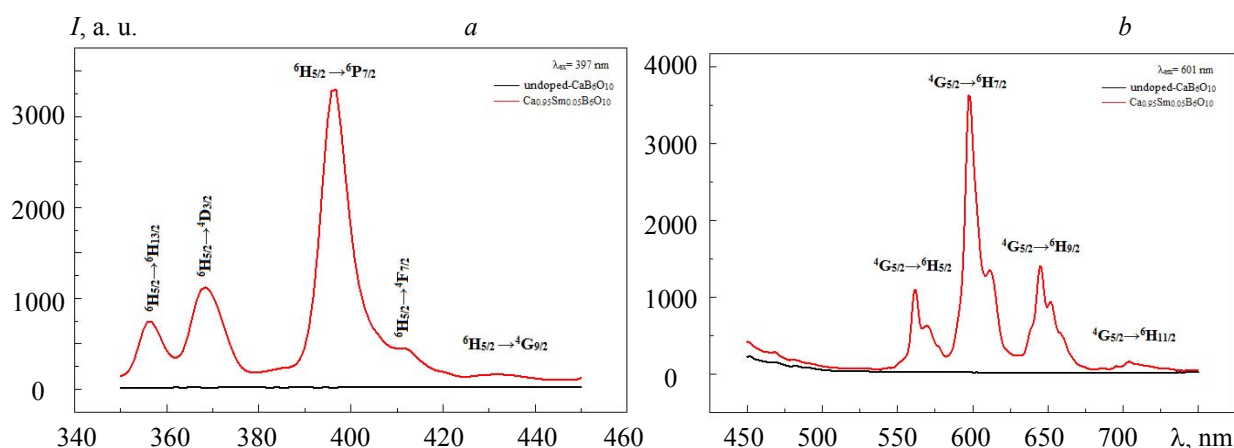 I, a. u.
a
⁶H₅/₂→⁶P₇/₂
λₑₓ= 397 nm
undoped-CaB₆O₁₀
Ca₀.₉₅Sm₀.₀₅B₆O₁₀
3000
2000
1000
0
⁶H₅/₂→⁶H₁₃/₂
⁶H₅/₂→⁴D₃/₂
⁶H₅/₂→⁴F₇/₂
⁶H₅/₂→⁴G₉/₂
340 360 380 400 420 440 460
b
4000
3000
2000
1000
0
⁴G₅/₂→⁶H₇/₂
λₑₘ= 601 nm
undoped-CaB₆O₁₀
Ca₀.₉₅Sm₀.₀₅B₆O₁₀
⁴G₅/₂→⁶H₅/₂
⁴G₅/₂→⁶H₉/₂
⁴G₅/₂→⁶H₁₁/₂
450 500 550 600 650 700 λ, nm